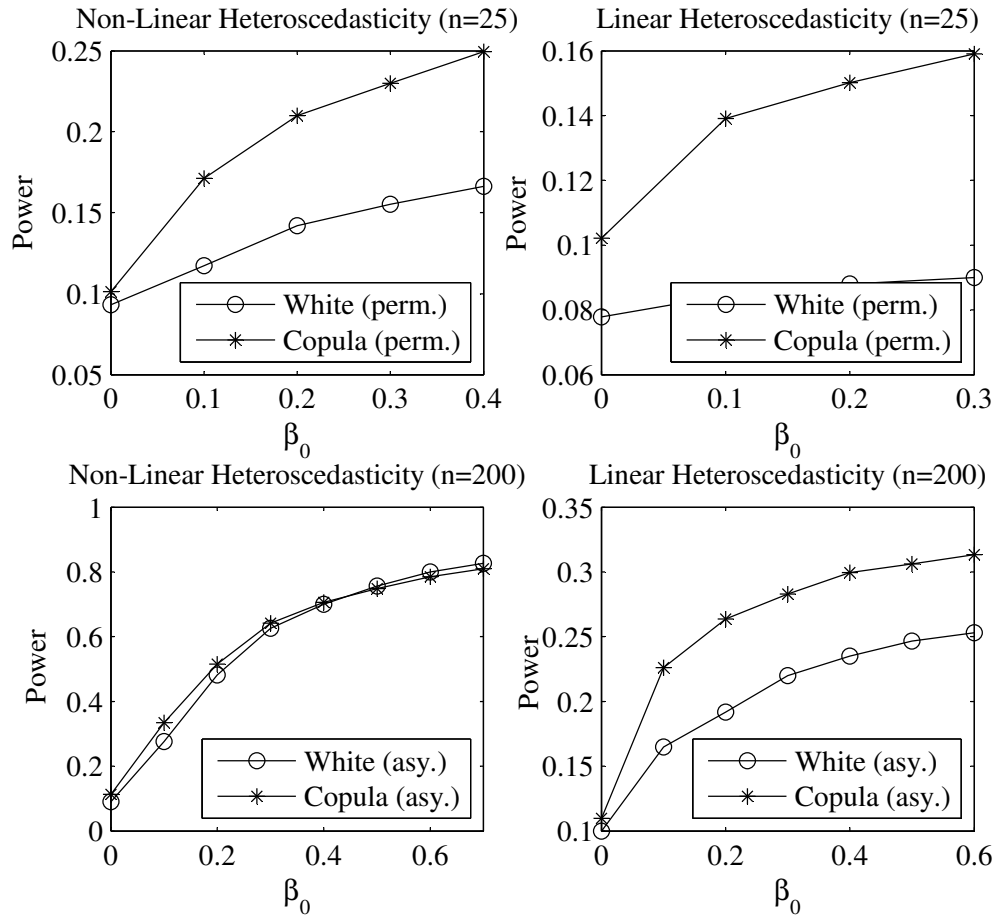 Non-Linear Heteroscedasticity (n=25)
0.25
0.2
0.15
0.1
0.05
Power
White (perm.)
Copula (perm.)
0 0.1 0.2 0.3 0.4
β0
Linear Heteroscedasticity (n=25)
0.16
0.14
0.12
0.1
0.08
0.06
Power
White (perm.)
Copula (perm.)
0 0.1 0.2 0.3
β0
Non-Linear Heteroscedasticity (n=200)
1
0.8
0.6
0.4
0.2
0
Power
White (asy.)
Copula (asy.)
0 0.2 0.4 0.6
β0
Linear Heteroscedasticity (n=200)
0.35
0.3
0.25
0.2
0.15
0.1
Power
White (asy.)
Copula (asy.)
0 0.2 0.4 0.6
β0